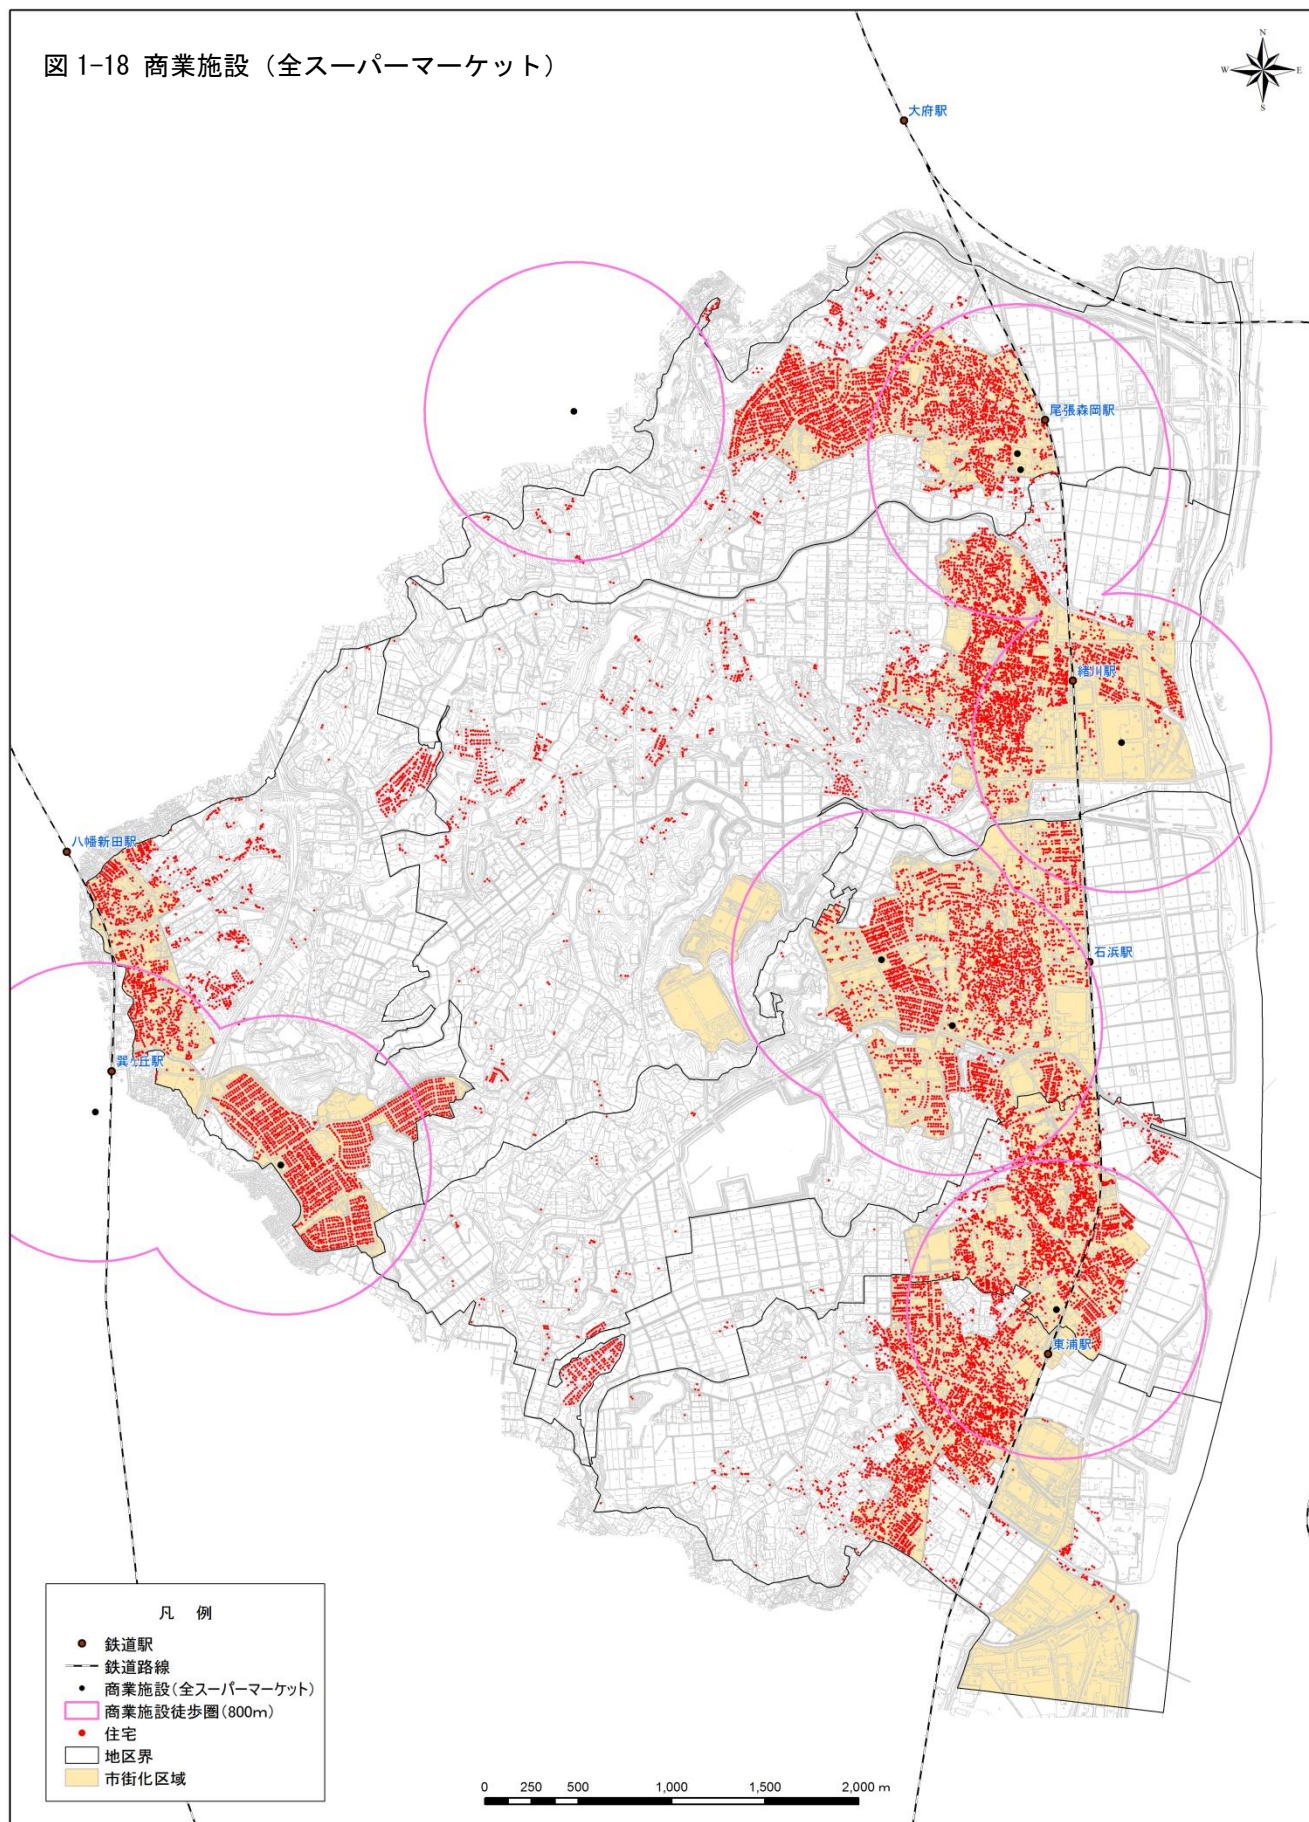 図 1-18 商業施設（全スーパーマーケット）
N
W
E
S
大府駅
尾張森岡駅
緒川駅
八幡新田駅
石浜駅
巽ヶ丘駅
東浦駅
凡 例
鉄道駅
鉄道路線
商業施設(全スーパーマーケット)
商業施設徒歩圏(800m)
住宅
地区界
市街化区域
0 250 500 1,000 1,500 2,000 m